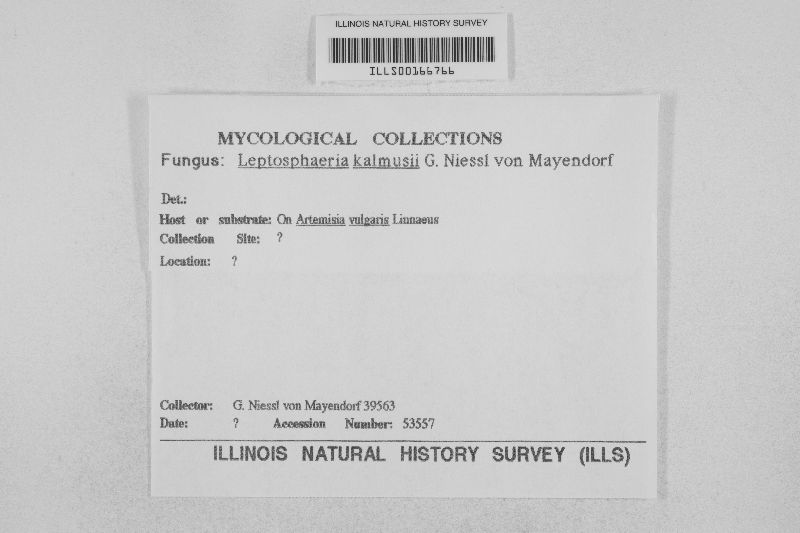 ILLINOIS NATURAL HISTORY SURVEY
ILLS00166766
MYCOLOGICAL COLLECTIONS
Fungus: Leptosphaeria kalmusii G. Niessl von Mayendorf
Det.:
Host or substrate: On Artemisia vulgaris Linnaeus
Collection Site: ?
Location: ?
Collector: G. Niessl von Mayendorf 39563
Date: ? Accession Number: 53557
ILLINOIS NATURAL HISTORY SURVEY (ILLS)